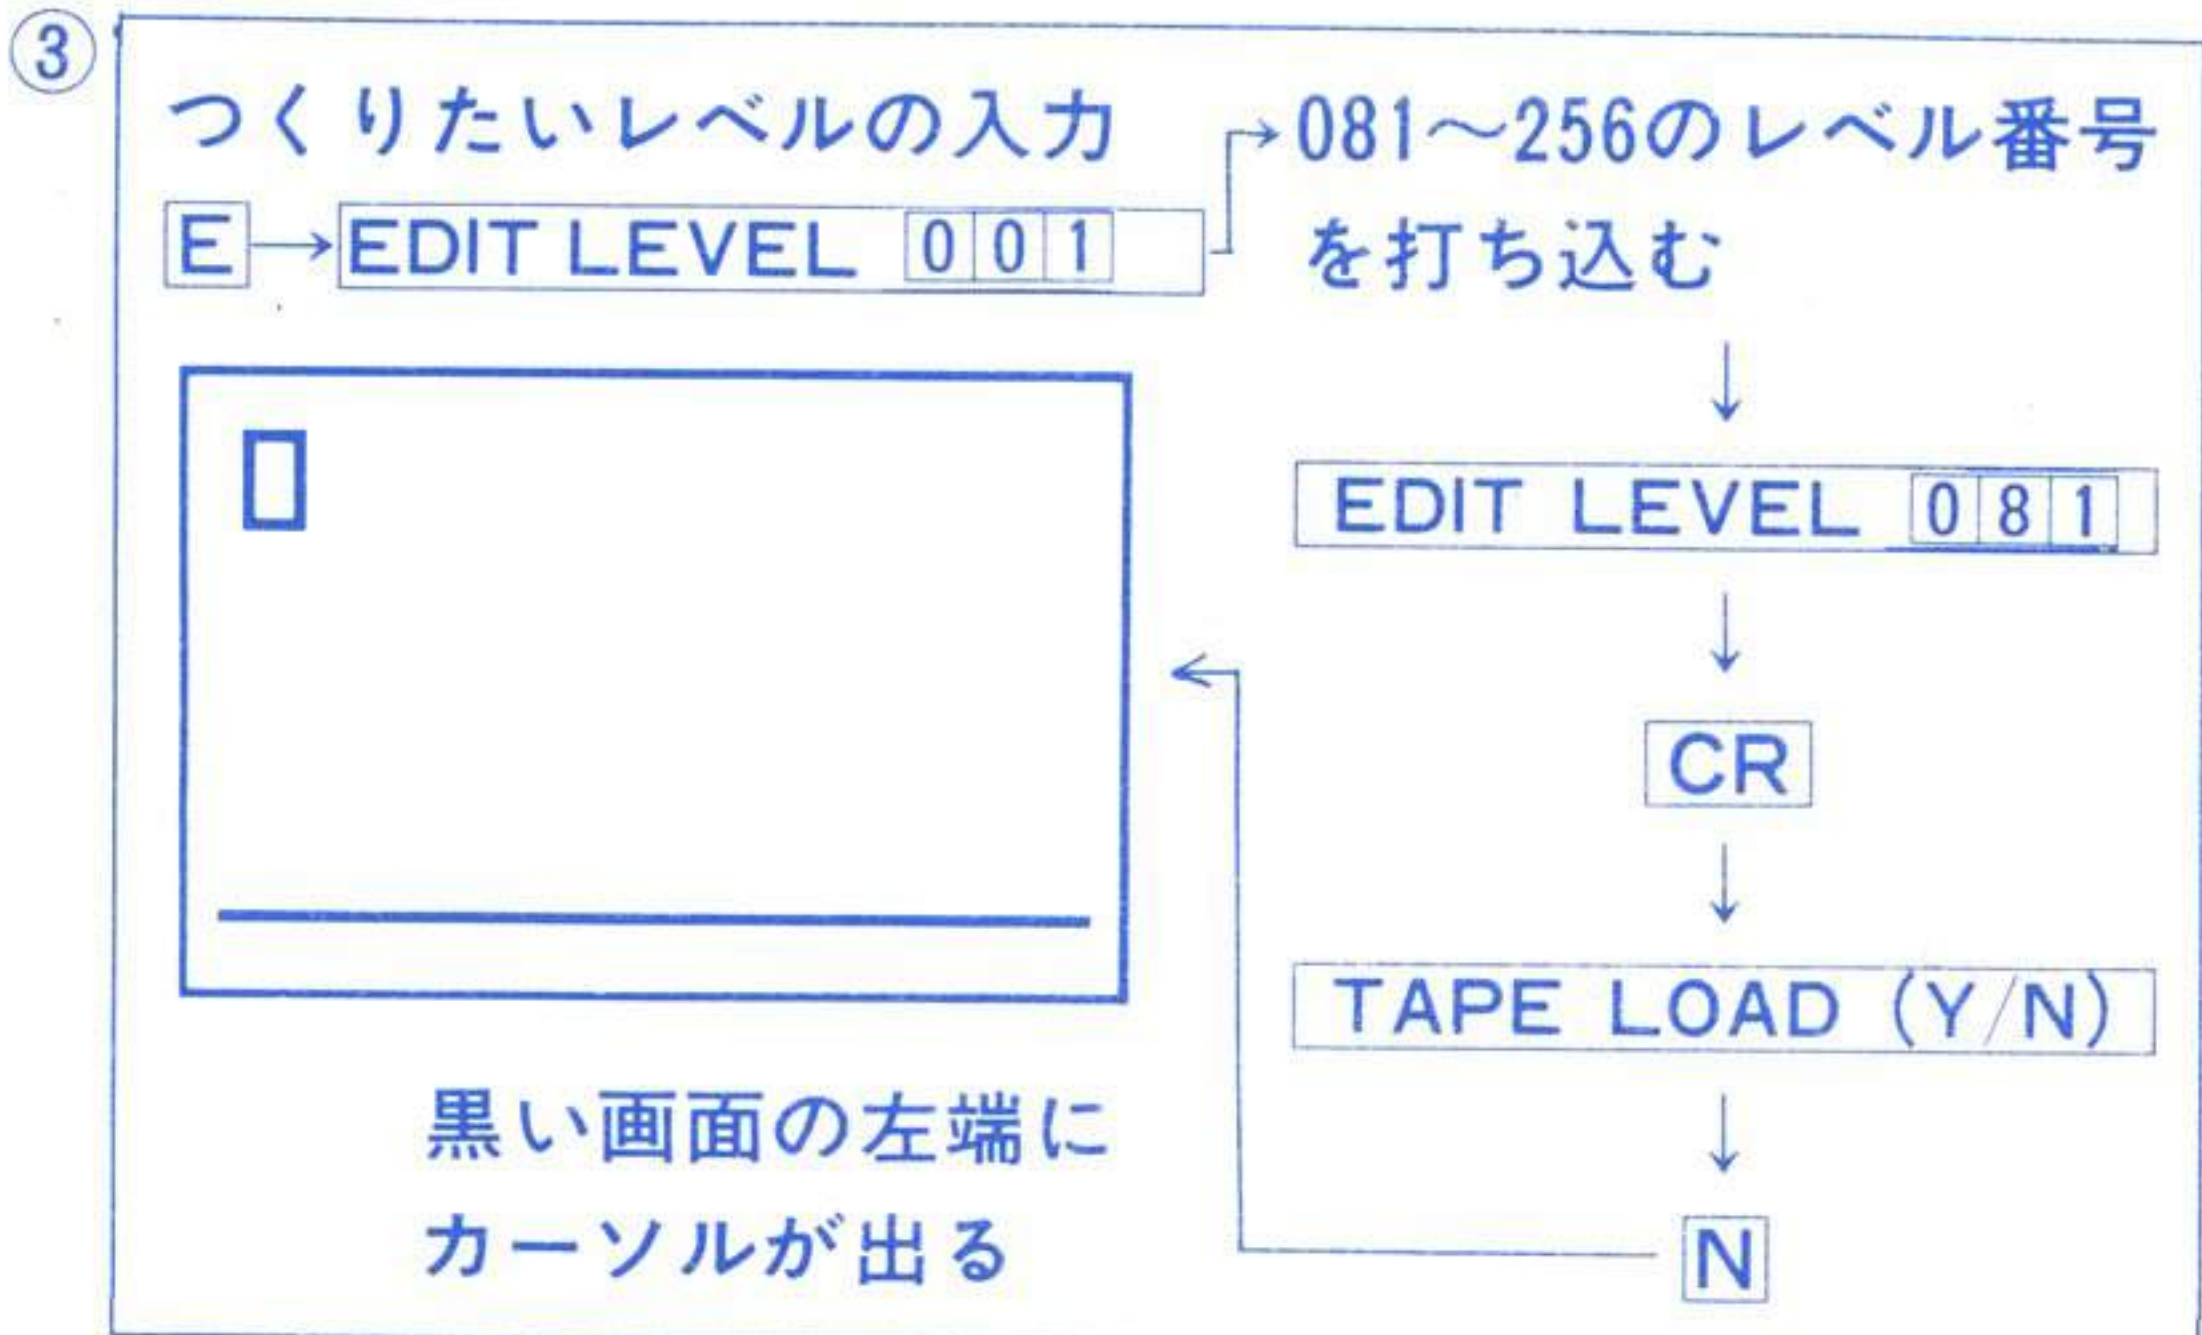 ③
つくりたいレベルの入力
E→EDIT LEVEL 001
→081~256のレベル番号
を打ち込む
↓
EDIT LEVEL 081
↓
CR
↓
TAPE LOAD (Y/N)
↓
N
←
黒い画面の左端に
カーソルが出る